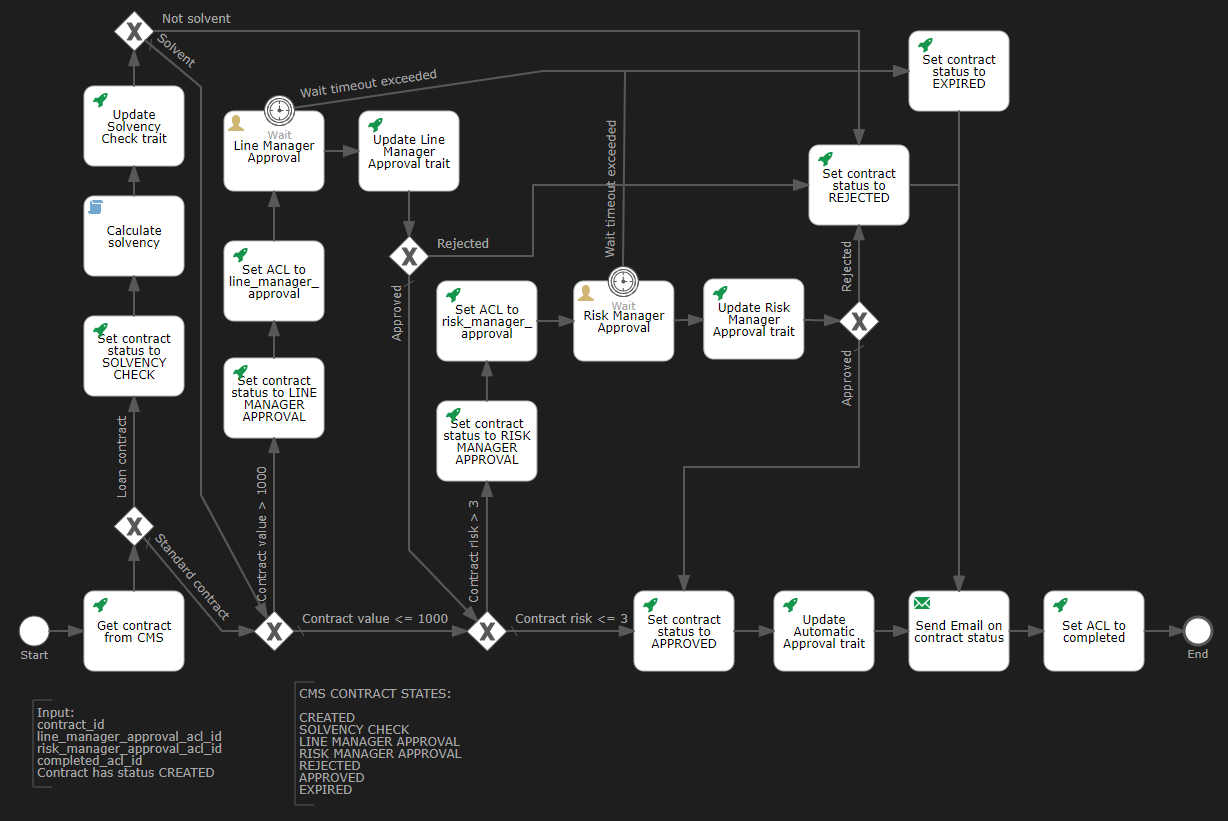 Not solvent
Solvent
Update
Solvency
Check trait
Calculate
solvency
Set contract
status to
SOLVENCY
CHECK
Loan contract
Standard contract
Get contract
from CMS
Start
Wait timeout exceeded
Wait
Line Manager
Approval
Update Line
Manager
Approval trait
Set ACL to
line_manager_
approval
Set contract
status to LINE
MANAGER
APPROVAL
Contract value > 1000
Contract value <= 1000
Rejected
Approved
Set ACL to
risk_manager_
approval
Set contract
status to RISK
MANAGER
APPROVAL
Contract risk > 3
Contract risk <= 3
Wait timeout exceeded
Wait
Risk Manager
Approval
Update Risk
Manager
Approval trait
Rejected
Approved
Set contract
status to
EXPIRED
Set contract
status to
REJECTED
Set contract
status to
APPROVED
Update
Automatic
Approval trait
Send Email on
contract status
Set ACL to
completed
End
Input:
contract_id
line_manager_approval_acl_id
risk_manager_approval_acl_id
completed_acl_id
Contract has status CREATED
CMS CONTRACT STATES:
CREATED
SOLVENCY CHECK
LINE MANAGER APPROVAL
RISK MANAGER APPROVAL
REJECTED
APPROVED
EXPIRED